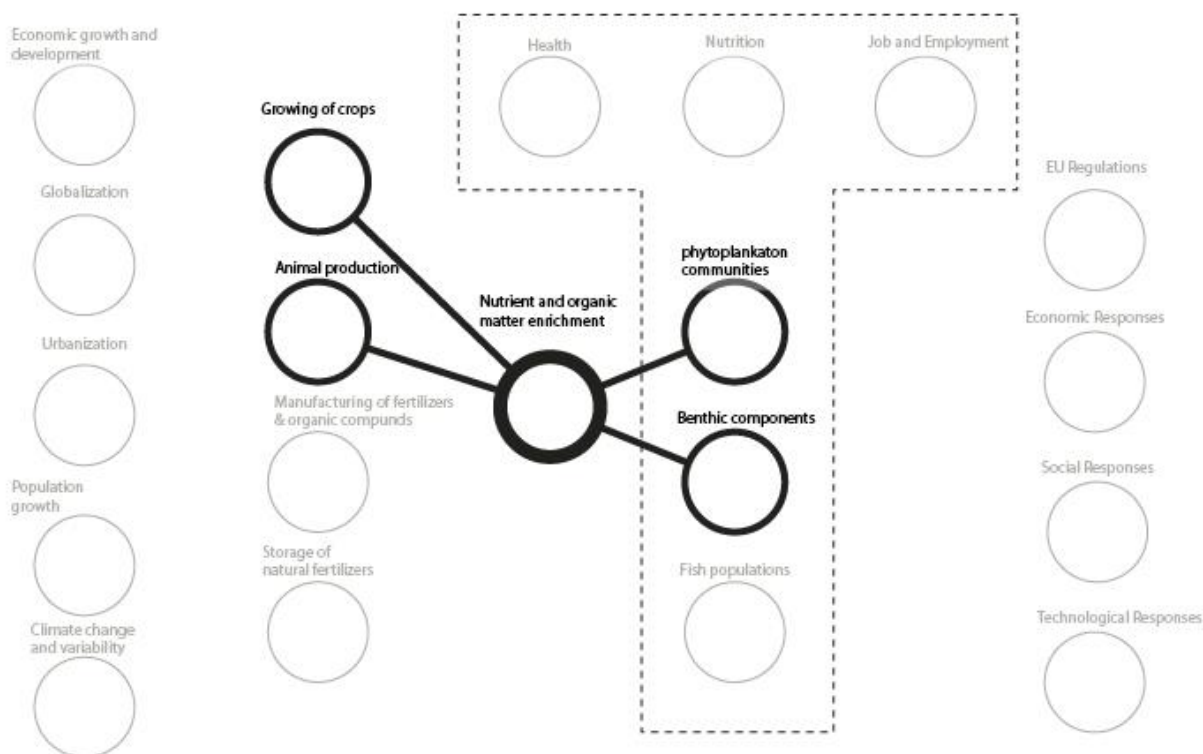 Economic growth and
development
Health
Nutrition
Job and Employment
Growing of crops
EU Regulations
Globalization
Animal production
phytoplankaton
communities
Nutrient and organic
matter enrichment
Economic Responses
Urbanization
Manufacturing of fertilizers
& organic compunds
Benthic components
Social Responses
Population
growth
Storage of
natural fertilizers
Fish populations
Technological Responses
Climate change
and variability